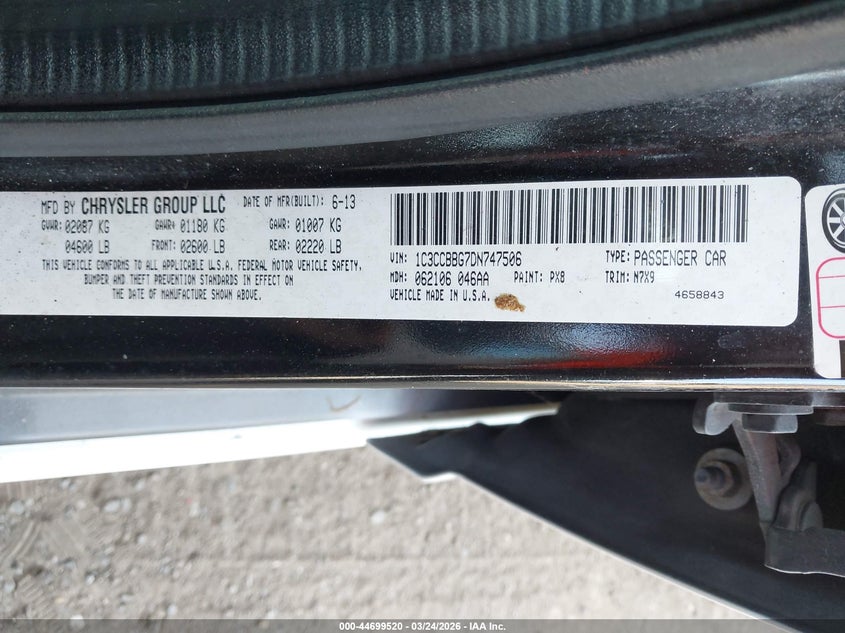 MFD BY CHRYSLER GROUP LLC DATE OF MFR(BUILT): 6-13
GVWR: 02087 KG GAWR: 01180 KG GAWR: 01007 KG
04600 LB FRONT: 02600 LB REAR: 02220 LB
THIS VEHICLE CONFORMS TO ALL APPLICABLE U.S.A. FEDERAL MOTOR VEHICLE SAFETY,
BUMPER AND THEFT PREVENTION STANDARDS IN EFFECT ON
THE DATE OF MANUFACTURE SHOWN ABOVE.
VIN: 1C3CCBBG7DN747506 TYPE: PASSENGER CAR
MDH: 062106 046AA PAINT: PX8 TRIM: N7X9
VEHICLE MADE IN U.S.A. 4658843
000-44699520 — 03/24/2026 — IAA Inc.